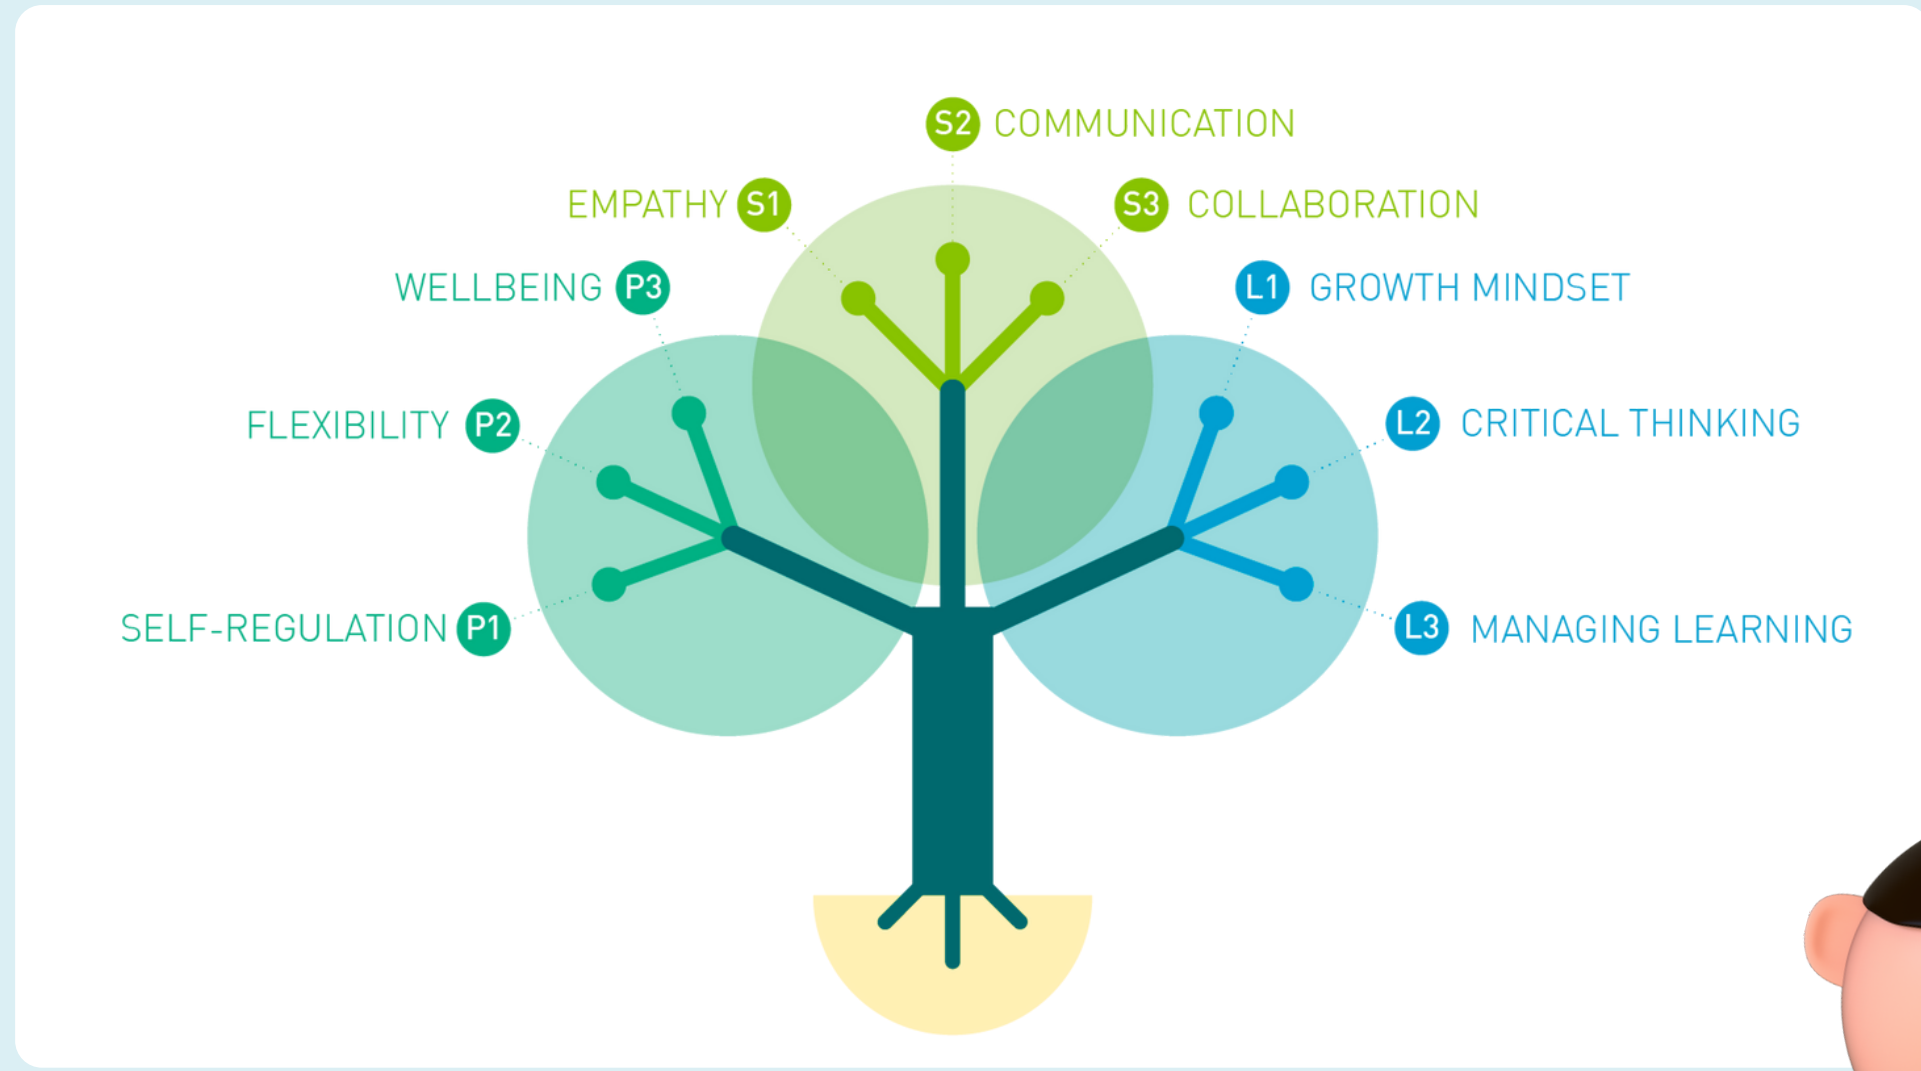 S2 COMMUNICATION
EMPATHY S1
S3 COLLABORATION
WELLBEING P3
L1 GROWTH MINDSET
FLEXIBILITY P2
L2 CRITICAL THINKING
SELF-REGULATION P1
L3 MANAGING LEARNING